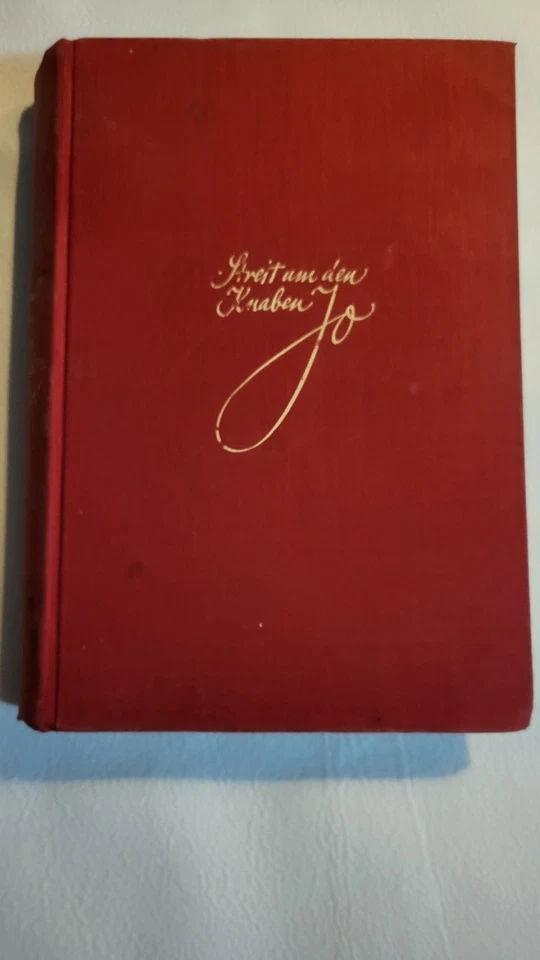 Streit um den
Knaben Jo